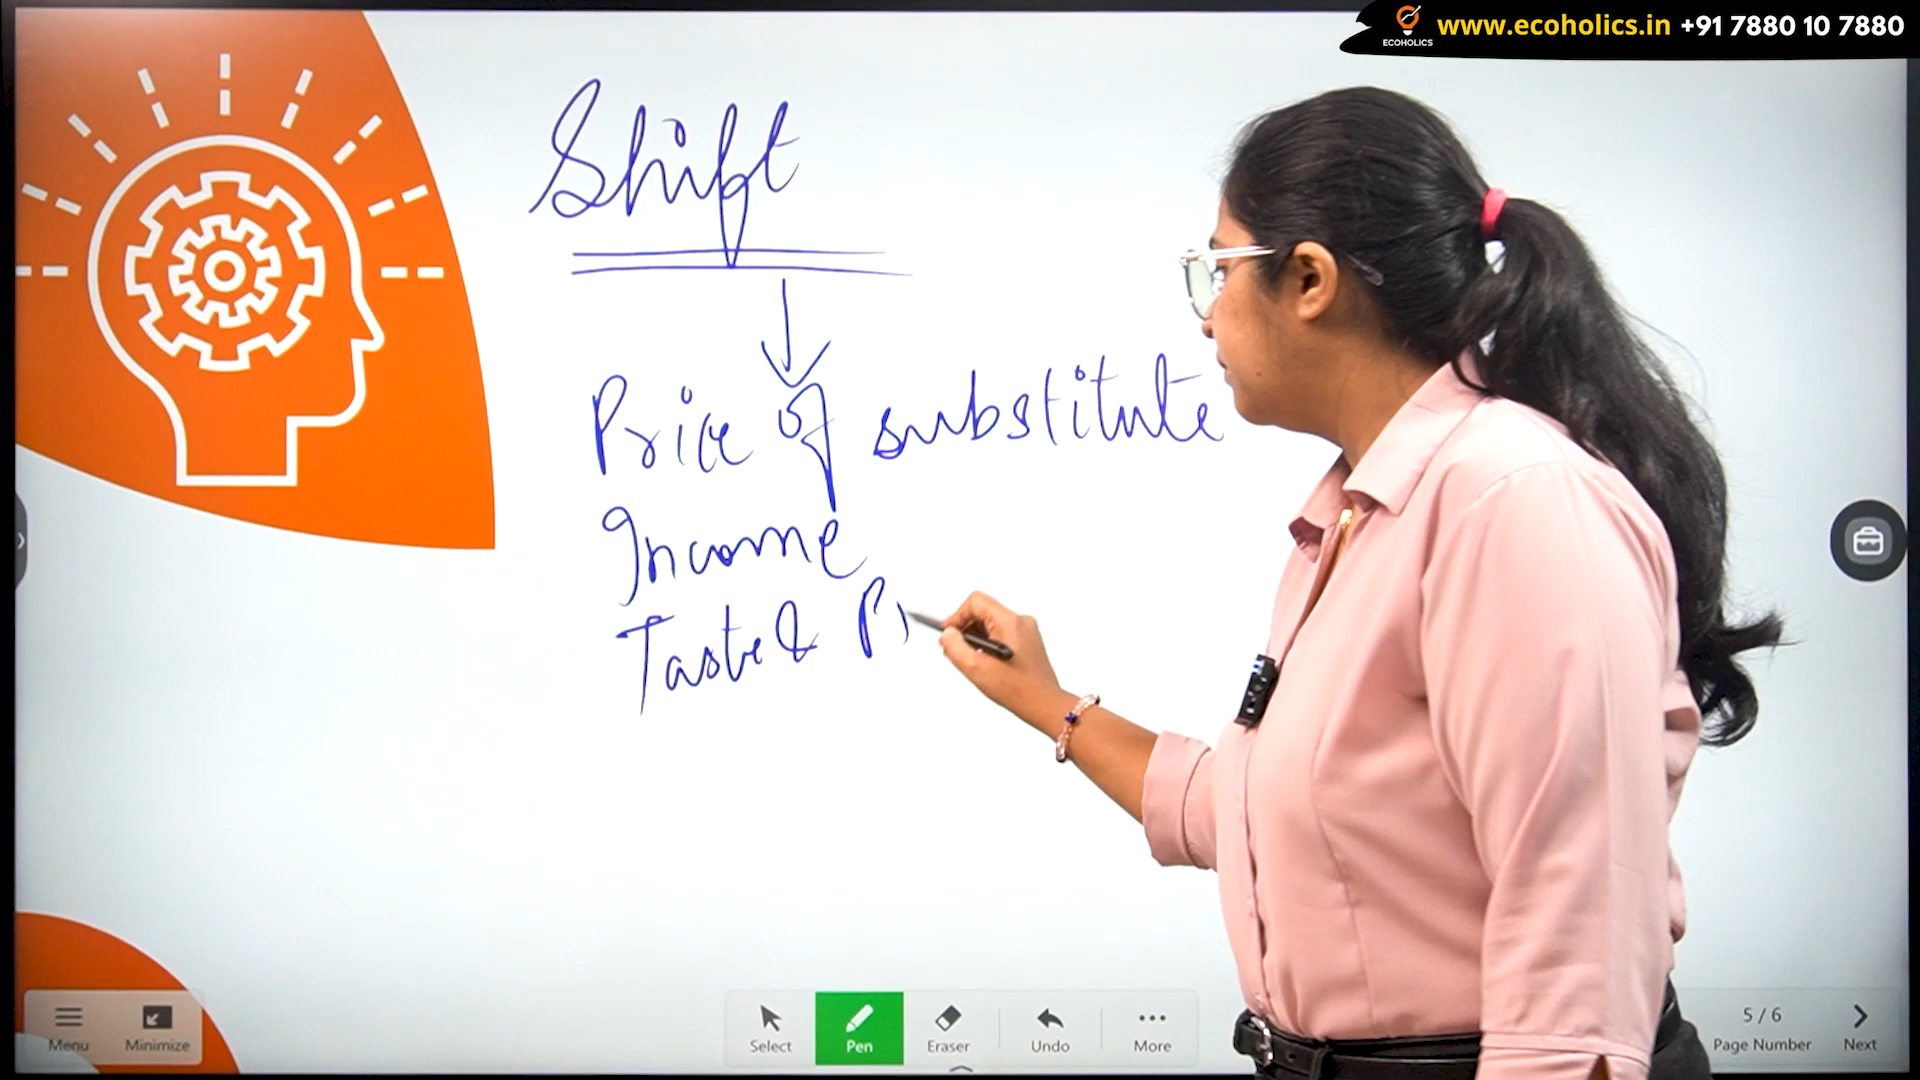 ECOHOLICS
www.ecoholics.in +91 7880 10 7880
Shift
Price of substitute
Income
Taste & Pr
Menu
Minimize
Select
Pen
Eraser
Undo
More
5 / 6
Page Number
Next